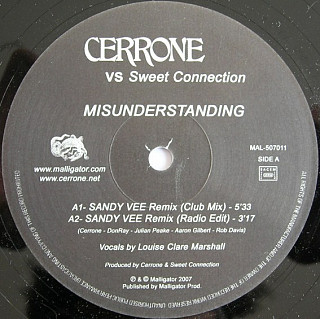 CERRONE
vs Sweet Connection
MISUNDERSTANDING
MAL-507011
SIDE A
www.malligator.com
www.cerrone.net
SACEM
A1- SANDY VEE Remix (Club Mix) - 5'33
A2- SANDY VEE Remix (Radio Edit) - 3'17
(Cerrone - DonRay - Julian Peake - Aaron Gilbert - Rob Davis)
Vocals by Louise Clare Marshall
Produced by Cerrone & Sweet Connection
℗ & © Malligator 2007
Published by Malligator Prod.